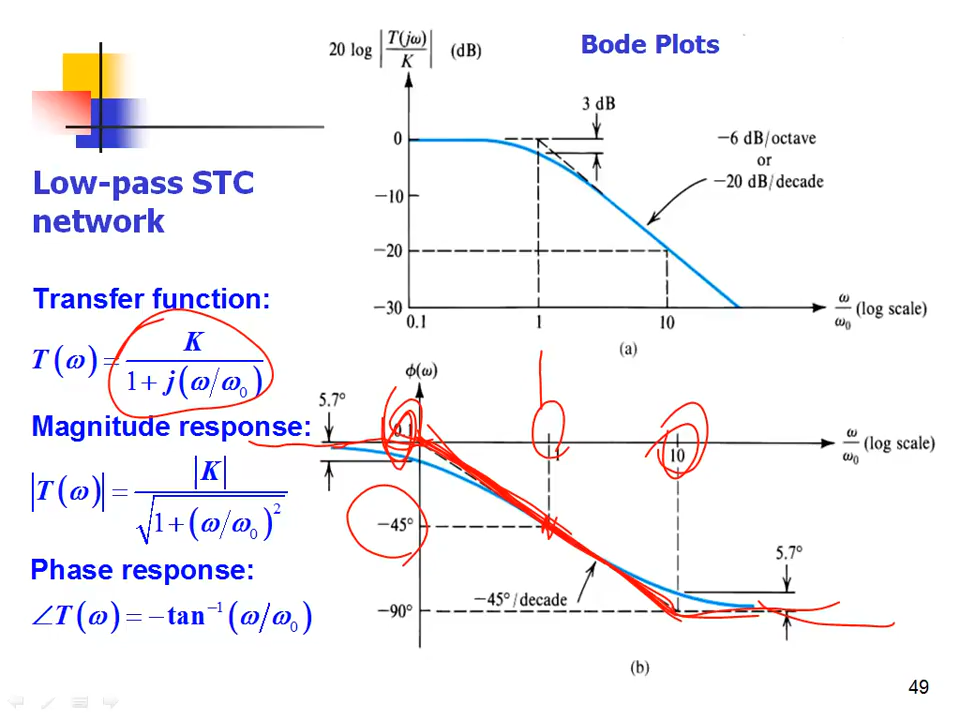 Bode Plots
20 log |T(jω)/K| (dB)
3 dB
0
−6 dB/octave
or
−20 dB/decade
−10
−20
−30
0.1
1
10
ω/ω₀ (log scale)
(a)
Low-pass STC
network
Transfer function:
T(ω) = K / (1 + j(ω/ω₀))
Magnitude response:
|T(ω)| = |K| / √(1 + (ω/ω₀)²)
Phase response:
∠T(ω) = −tan⁻¹(ω/ω₀)
ϕ(ω)
5.7°
0.1
1
10
ω/ω₀ (log scale)
−45°
5.7°
−45°/decade
−90°
(b)
49